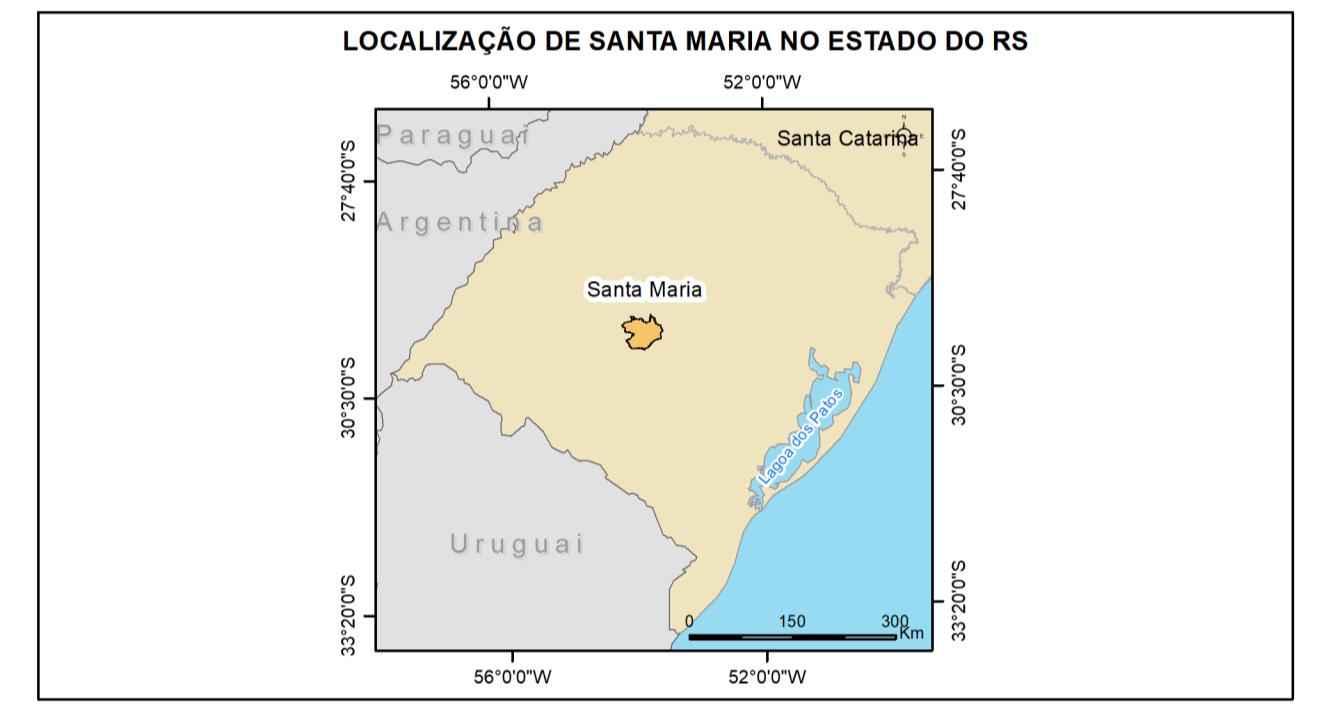 LOCALIZAÇÃO DE SANTA MARIA NO ESTADO DO RS
56°0'0"W 52°0'0"W
Paraguai
Santa Catarina
N
E
S
27°40'0"S 27°40'0"S
Argentina
Santa Maria
30°30'0"S 30°30'0"S
Lagoa dos Patos
Uruguai
33°20'0"S 33°20'0"S
0 150 300
Km
56°0'0"W 52°0'0"W